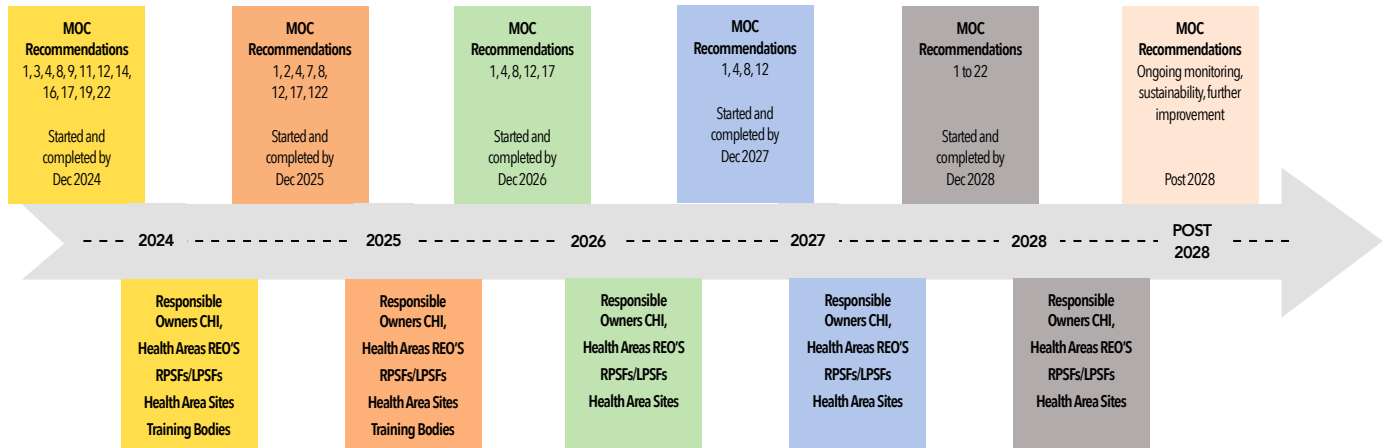 MOC
Recommendations
1, 3, 4, 8, 9, 11, 12, 14,
16, 17, 19, 22
Started and
completed by
Dec 2024
MOC
Recommendations
1, 2, 4, 7, 8,
12, 17, 122
Started and
completed by
Dec 2025
MOC
Recommendations
1, 4, 8, 12, 17
Started and
completed by
Dec 2026
MOC
Recommendations
1, 4, 8, 12
Started and
completed by
Dec 2027
MOC
Recommendations
1 to 22
Started and
completed by
Dec 2028
MOC
Recommendations
Ongoing monitoring,
sustainability, further
improvement
Post 2028
2024
2025
2026
2027
2028
POST
2028
Responsible
Owners CHI,
Health Areas REO'S
RPSFs/LPSFs
Health Area Sites
Training Bodies
Responsible
Owners CHI,
Health Areas REO'S
RPSFs/LPSFs
Health Area Sites
Training Bodies
Responsible
Owners CHI,
Health Areas REO'S
RPSFs/LPSFs
Health Area Sites
Responsible
Owners CHI,
Health Areas REO'S
RPSFs/LPSFs
Health Area Sites
Responsible
Owners CHI,
Health Areas REO'S
RPSFs/LPSFs
Health Area Sites